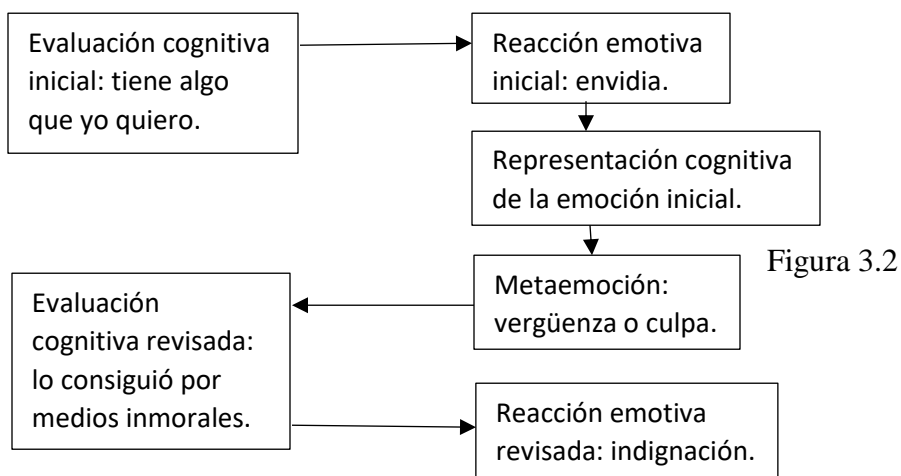 Evaluación cognitiva
inicial: tiene algo
que yo quiero.
Reacción emotiva
inicial: envidia.
Representación cognitiva
de la emoción inicial.
Metaemoción:
vergüenza o culpa.
Figura 3.2
Evaluación
cognitiva revisada:
lo consiguió por
medios inmorales.
Reacción emotiva
revisada: indignación.